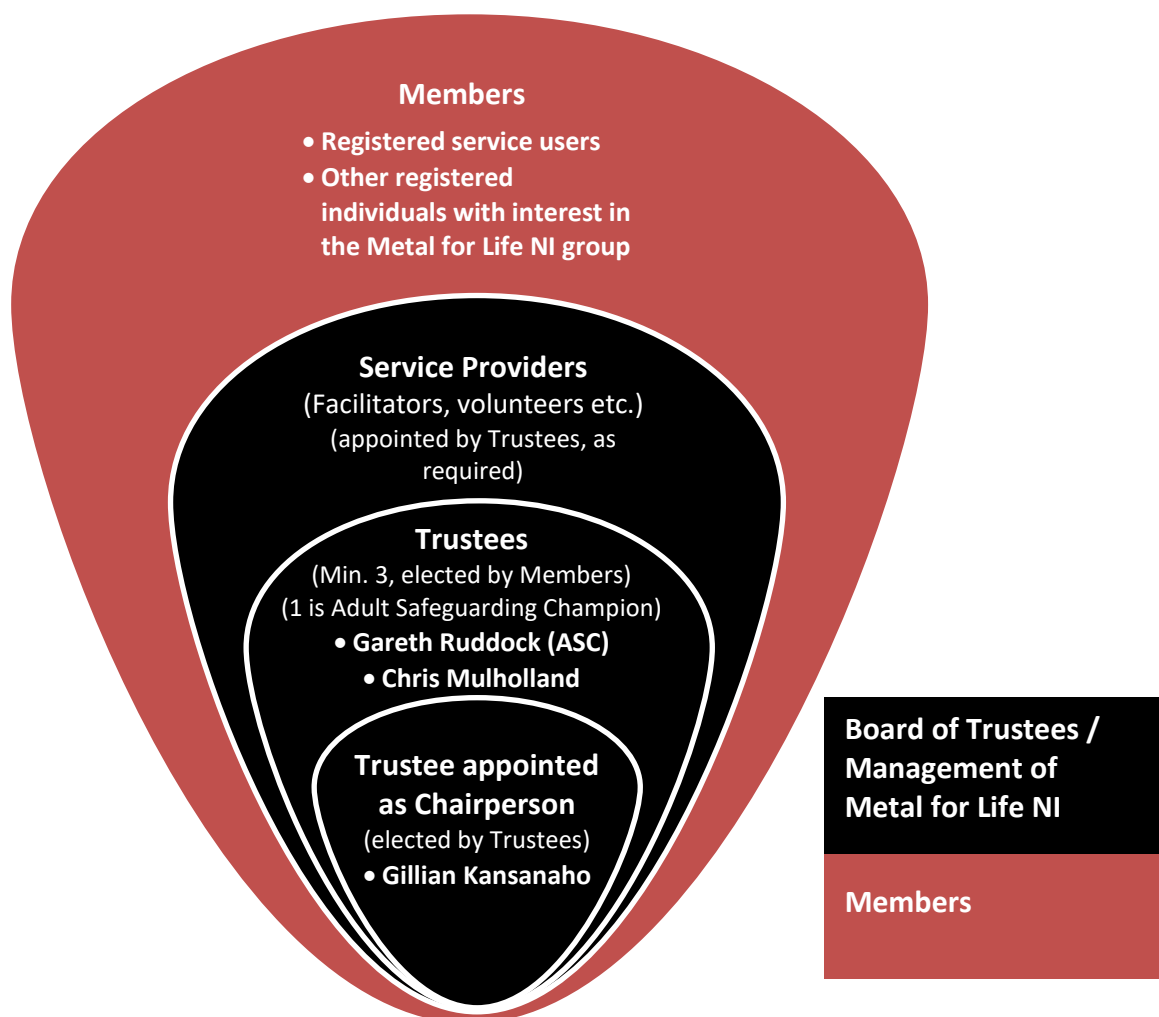 Members
• Registered service users
• Other registered
individuals with interest in
the Metal for Life NI group
Service Providers
(Facilitators, volunteers etc.)
(appointed by Trustees, as
required)
Trustees
(Min. 3, elected by Members)
(1 is Adult Safeguarding Champion)
• Gareth Ruddock (ASC)
• Chris Mulholland
Trustee appointed
as Chairperson
(elected by Trustees)
• Gillian Kansanaho
Board of Trustees /
Management of
Metal for Life NI
Members